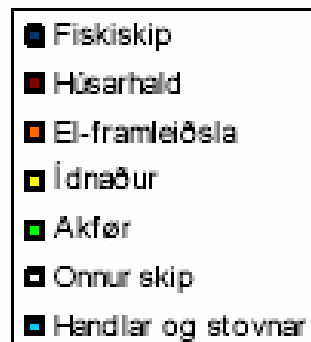 Fiskiskip
Húsarhald
El-framleiðsla
Ídnaður
Akfør
Onnur skip
Handlar og stovnar